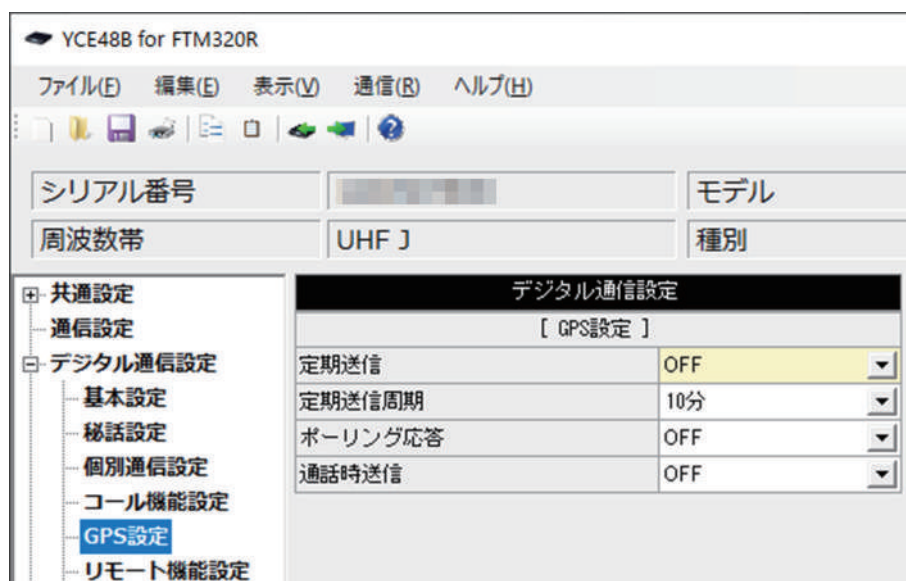 YCE48B for FTM320R
ファイル(F) 編集(E) 表示(V) 通信(R) ヘルプ(H)
シリアル番号 モデル
周波数帯 UHF J 種別
共通設定
通信設定
デジタル通信設定
基本設定
秘話設定
個別通信設定
コール機能設定
GPS設定
リモート機能設定
デジタル通信設定
[ GPS設定 ]
定期送信 OFF
定期送信周期 10分
ポーリング応答 OFF
通話時送信 OFF